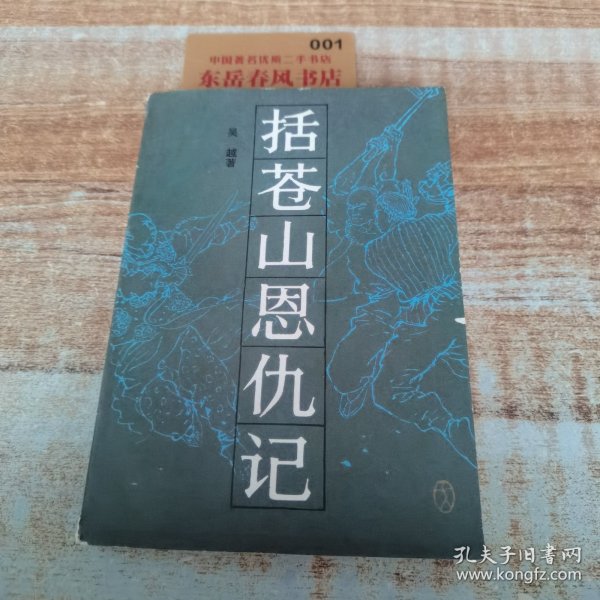 001
中国著名优斯二手书店
东岳春风书店
括苍山恩仇记
吴越著
孔夫子旧书网
www.kongfz.com